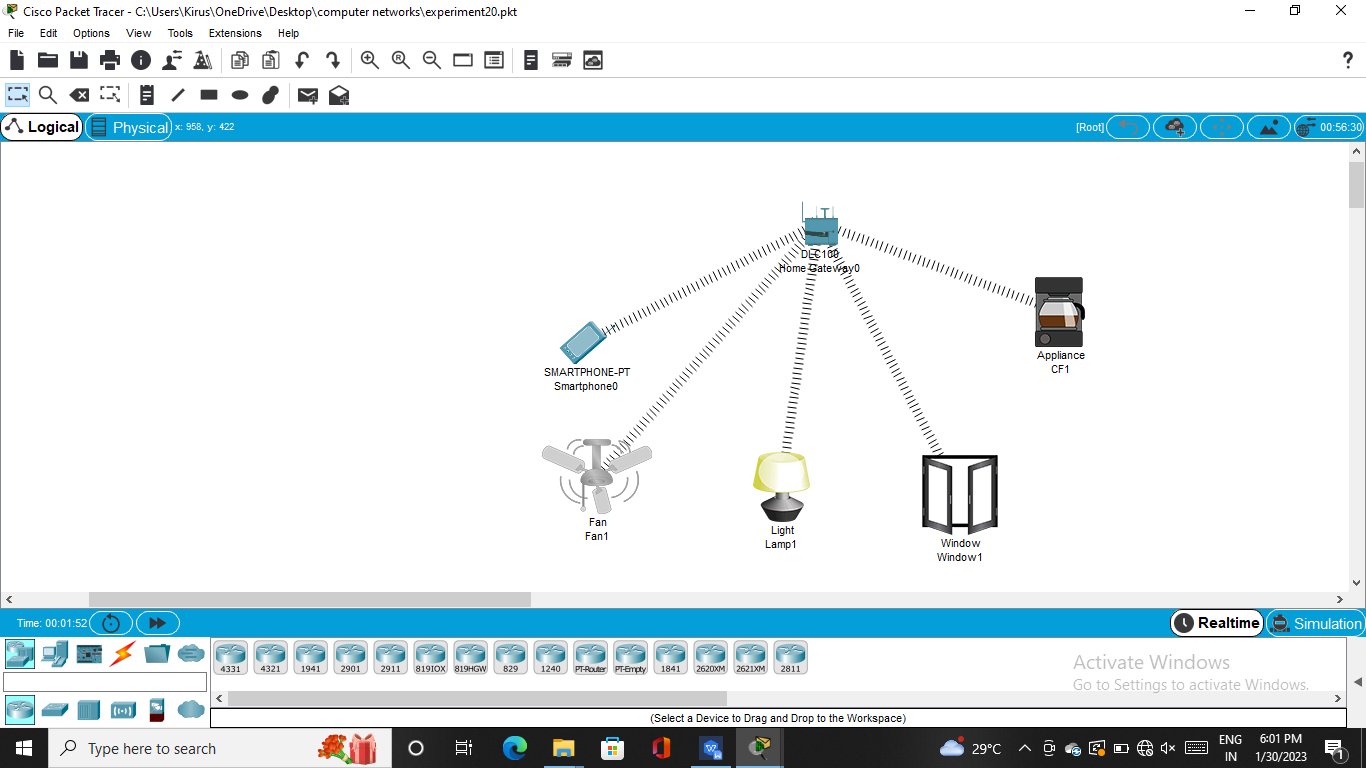 Cisco Packet Tracer - C:\Users\Kirus\OneDrive\Desktop\computer networks\experiment20.pkt
File Edit Options View Tools Extensions Help
?
Logical Physical x: 958, y: 422 [Root] 00:56:30
DLC100
Home Gateway0
SMARTPHONE-PT
Smartphone0
Appliance
CF1
Fan
Fan1
Light
Lamp1
Window
Window1
Time: 00:01:52 Realtime Simulation
4331 4321 1941 2901 2911 819IOX 819HGW 829 1240 PT-Router PT-Empty 1841 2620XM 2621XM 2811
Activate Windows
Go to Settings to activate Windows.
(Select a Device to Drag and Drop to the Workspace)
Type here to search
29°C
ENG
IN
6:01 PM
1/30/2023
1